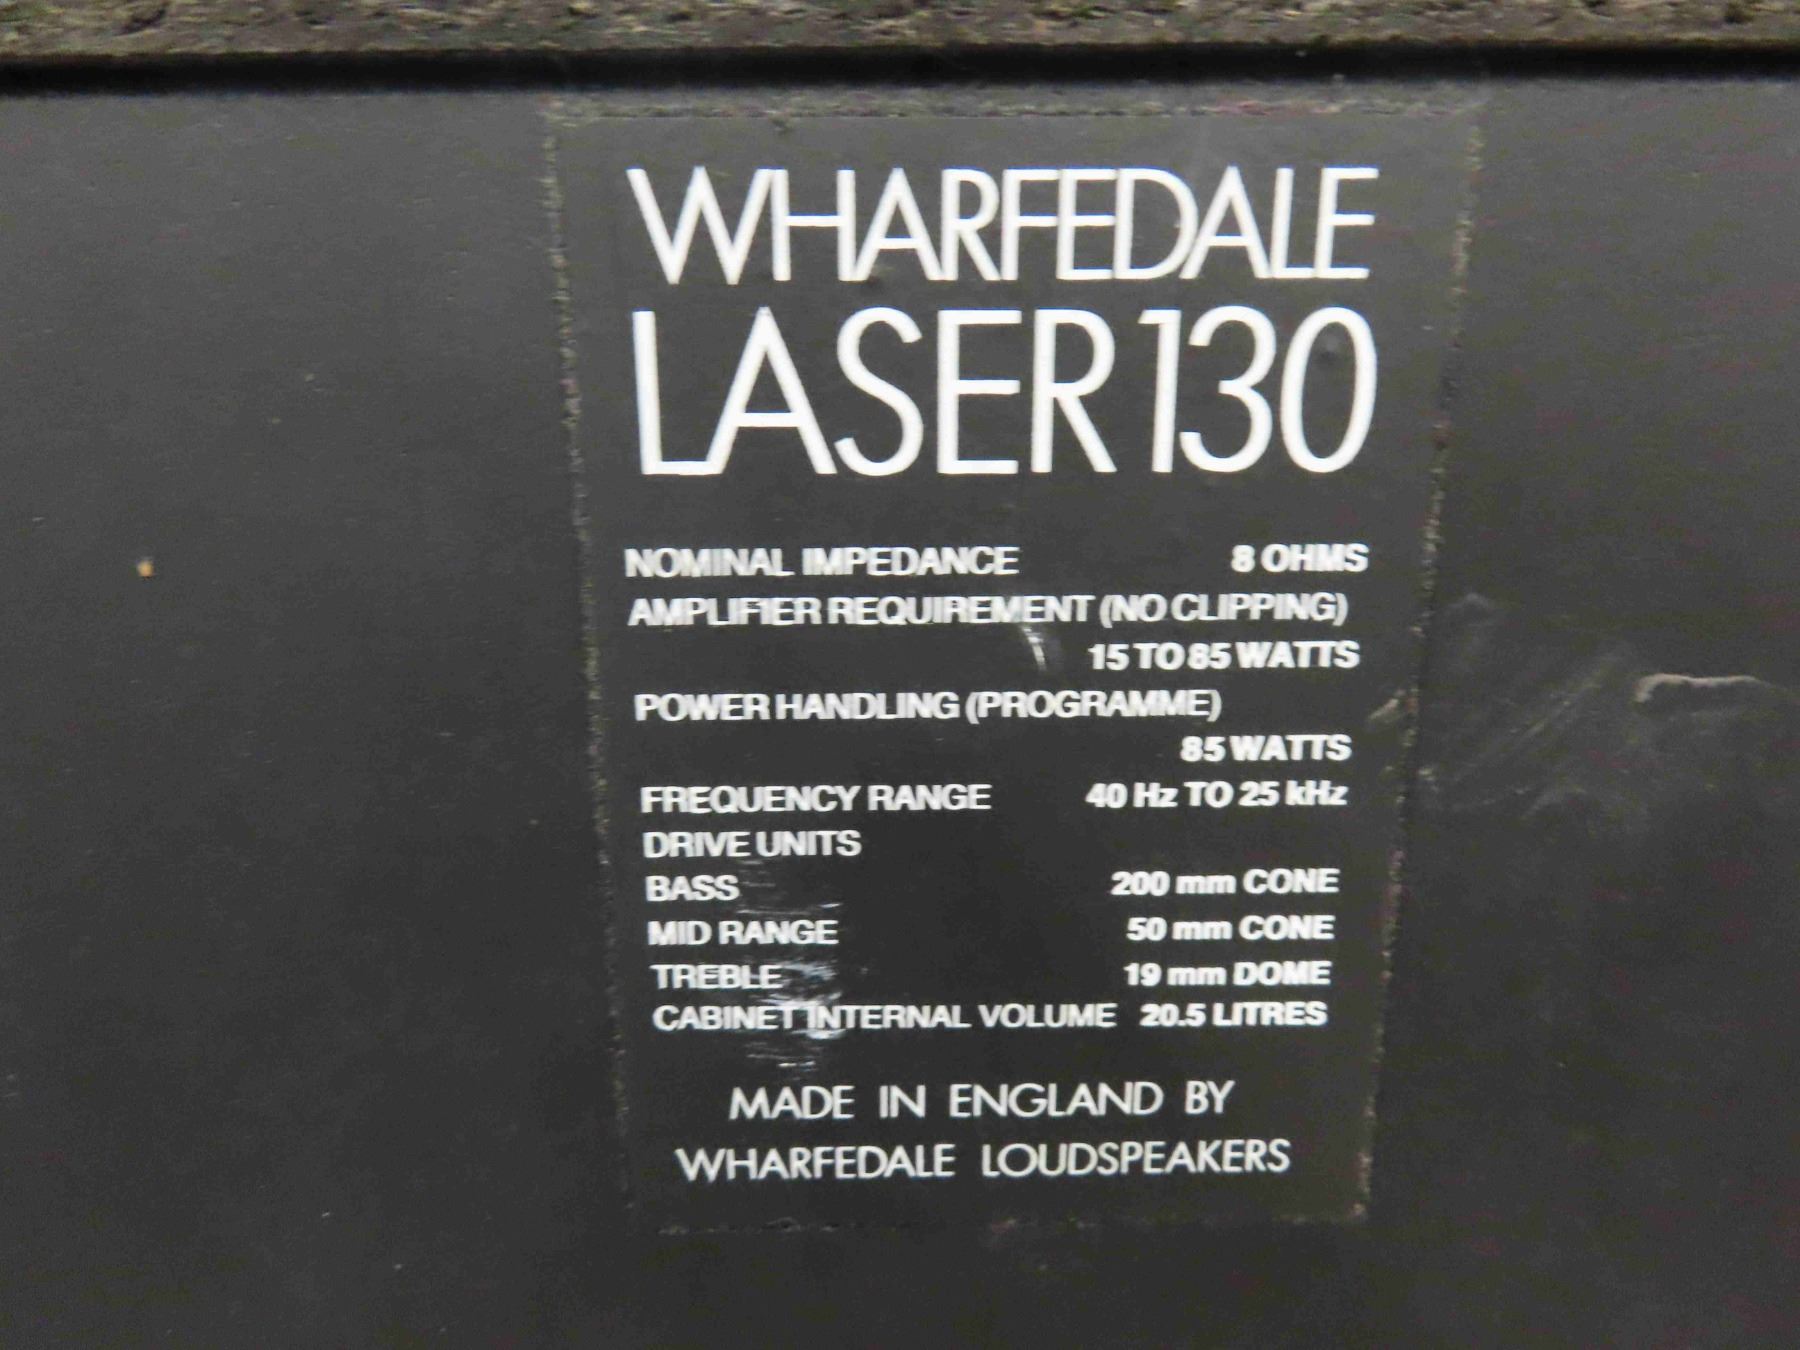 WHARFEDALE
LASER 130
NOMINAL IMPEDANCE 8 OHMS
AMPLIFIER REQUIREMENT (NO CLIPPING)
15 TO 85 WATTS
POWER HANDLING (PROGRAMME)
85 WATTS
FREQUENCY RANGE 40 Hz TO 25 kHz
DRIVE UNITS
BASS 200 mm CONE
MID RANGE 50 mm CONE
TREBLE 19 mm DOME
CABINET INTERNAL VOLUME 20.5 LITRES
MADE IN ENGLAND BY
WHARFEDALE LOUDSPEAKERS